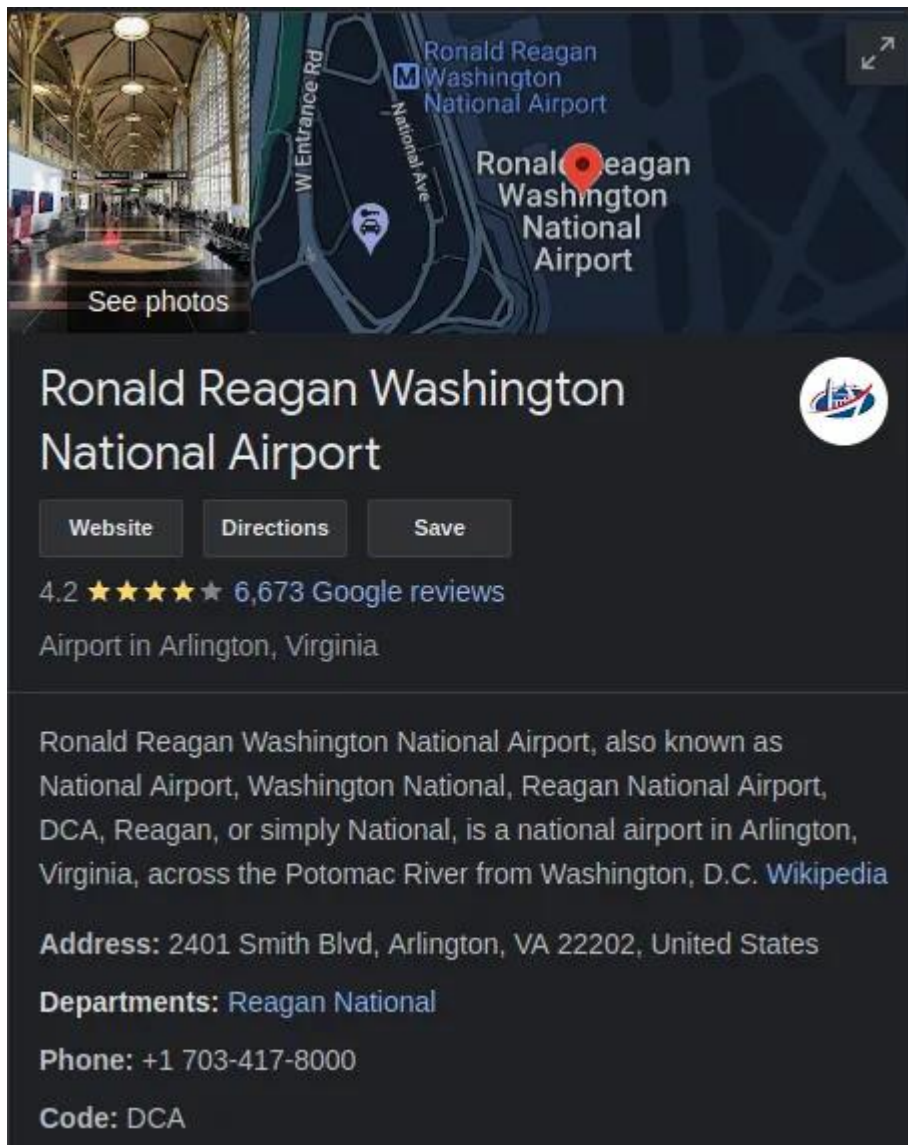 Ronald Reagan
Washington
National Airport
M
W Entrance Rd
National Ave
Ronald Reagan
Washington
National
Airport
See photos
Ronald Reagan Washington
National Airport
Website
Directions
Save
4.2 6,673 Google reviews
Airport in Arlington, Virginia
Ronald Reagan Washington National Airport, also known as
National Airport, Washington National, Reagan National Airport,
DCA, Reagan, or simply National, is a national airport in Arlington,
Virginia, across the Potomac River from Washington, D.C. Wikipedia
Address: 2401 Smith Blvd, Arlington, VA 22202, United States
Departments: Reagan National
Phone: +1 703-417-8000
Code: DCA